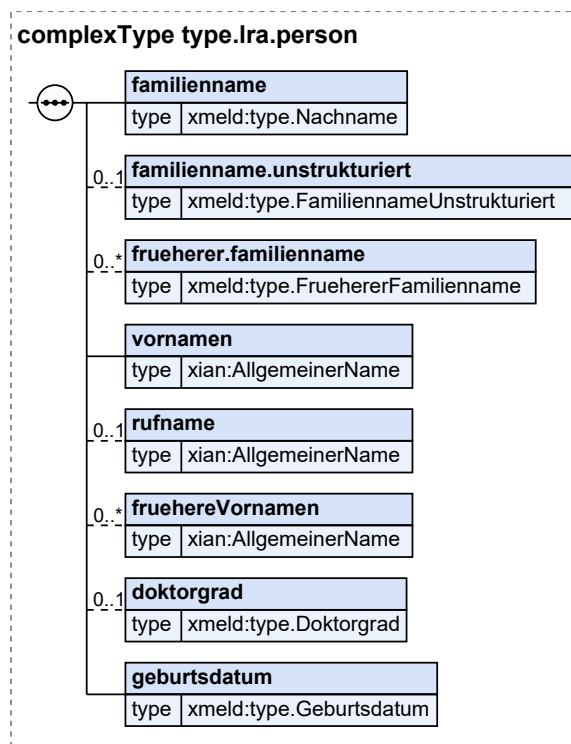 complexType type.lra.person
familienname
type xmeld:type.Nachname
0..1 familienname.unstrukturiert
type xmeld:type.FamiliennameUnstrukturiert
0..* frueherer.familienname
type xmeld:type.FruehererFamilienname
vornamen
type xian:AllgemeinerName
0..1 rufname
type xian:AllgemeinerName
0..* fruehereVornamen
type xian:AllgemeinerName
0..1 doktorgrad
type xmeld:type.Doktorgrad
geburtsdatum
type xmeld:type.Geburtsdatum